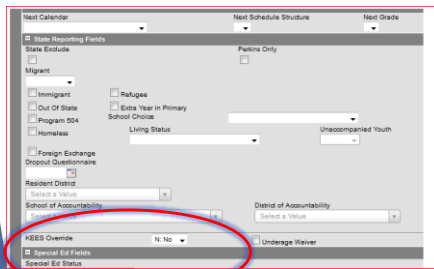 Next Calendar Next Schedule Structure Next Grade
State Reporting Fields
State Exclude Perkins Only
Migrant
Immigrant Refugee
Out Of State Extra Year in Primary
Program 504 School Choice
Homeless Living Status Unaccompanied Youth
Foreign Exchange
Dropout Questionnaire
Resident District
Select a Value
School of Accountability District of Accountability
Select a Value Select a Value
KEES Override N: No Underage Waiver
Special Ed Fields
Special Ed Status